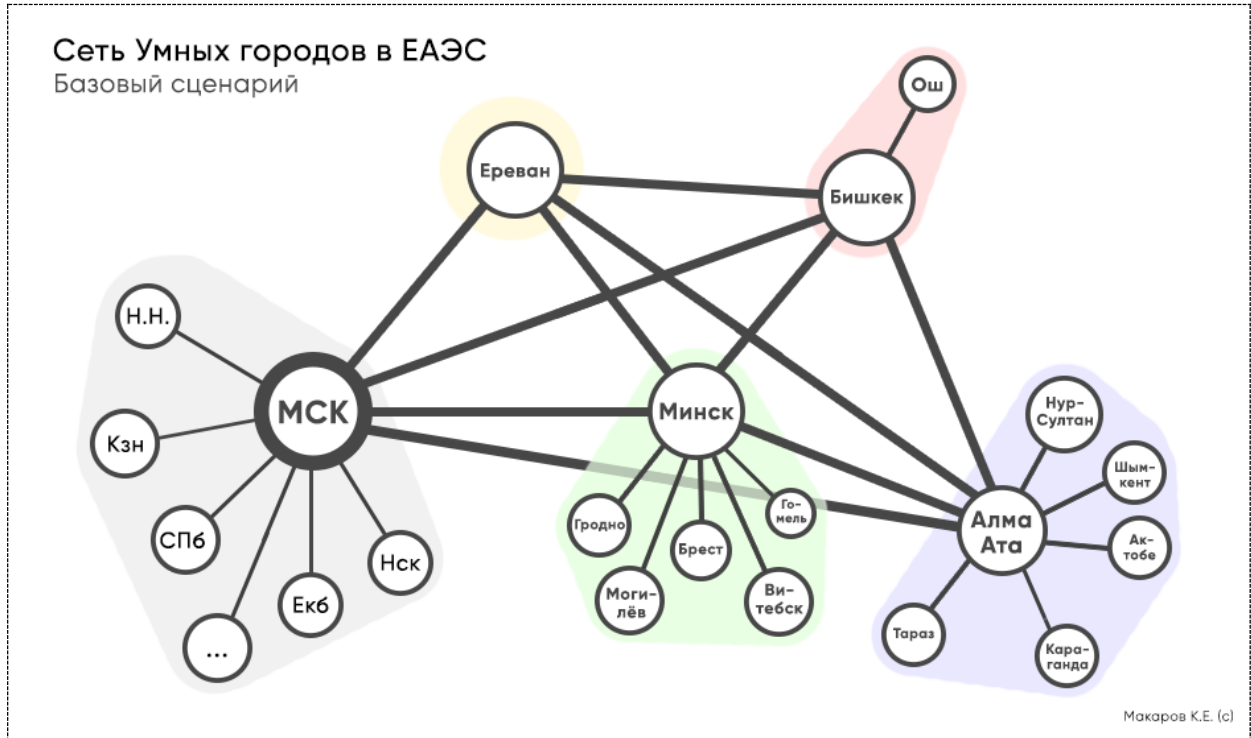 Сеть Умных городов в ЕАЭС
Базовый сценарий
Ош
Ереван
Бишкек
Н.Н.
МСК
Минск
Нур-
Султан
Кзн
Шым-
кент
Го-
мель
Гродно
Алма
Ата
СПб
Брест
Ак-
тобе
Нск
Екб
Моги-
лёв
Ви-
тебск
Тараз
...
Кара-
ганда
Макаров К.Е. (с)